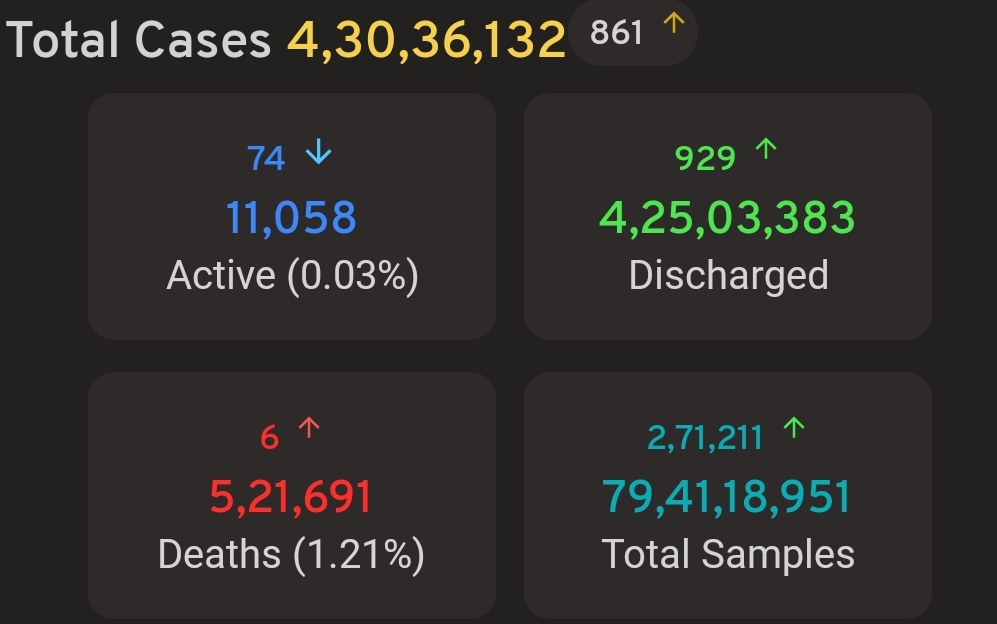 Total Cases 4,30,36,132 861 ↑
74 ↓
11,058
Active (0.03%)
929 ↑
4,25,03,383
Discharged
6 ↑
5,21,691
Deaths (1.21%)
2,71,211 ↑
79,41,18,951
Total Samples